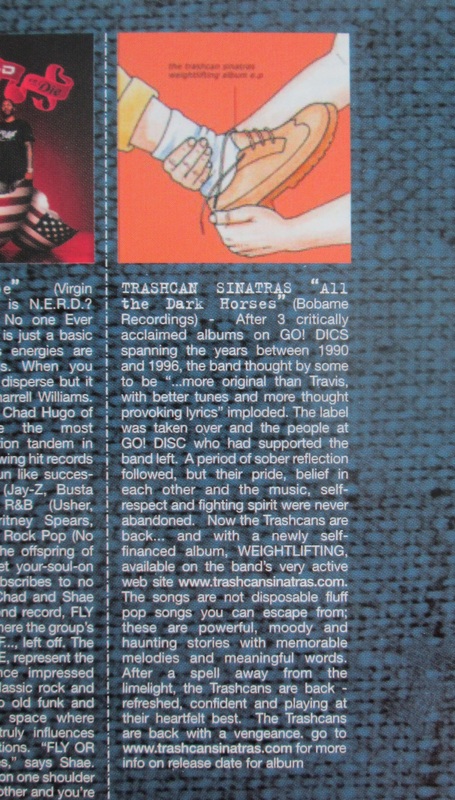 the trashcan sinatras
weightlifting album e.p
e” (Virgin
is N.E.R.D.?
No one Ever
is just a basic
s energies are
s. When you
disperse but it
harrell Williams.
Chad Hugo of
e the most
tion tandem in
wing hit records
un like succes-
(Jay-Z, Busta
R&B (Usher,
ritney Spears,
Rock Pop (No
he offspring of
et your-soul-on
bscribes to no
Chad and Shae
ond record, FLY
here the group's
F..., left off. The
E, represent the
nce impressed
lassic rock and
o old funk and
space where
truly influences
tions. “FLY OR
es,” says Shae.
on one shoulder
other and you're
TRASHCAN SINATRAS “All
the Dark Horses” (Bobame
Recordings) - After 3 critically
acclaimed albums on GO! DICS
spanning the years between 1990
and 1996, the band thought by some
to be “...more original than Travis,
with better tunes and more thought
provoking lyrics” imploded. The label
was taken over and the people at
GO! DISC who had supported the
band left. A period of sober reflection
followed, but their pride, belief in
each other and the music, self-
respect and fighting spirit were never
abandoned. Now the Trashcans are
back... and with a newly self-
financed album, WEIGHTLIFTING,
available on the band's very active
web site www.trashcansinatras.com.
The songs are not disposable fluff
pop songs you can escape from;
these are powerful, moody and
haunting stories with memorable
melodies and meaningful words.
After a spell away from the
limelight, the Trashcans are back -
refreshed, confident and playing at
their heartfelt best. The Trashcans
are back with a vengeance. go to
www.trashcansinatras.com for more
info on release date for album